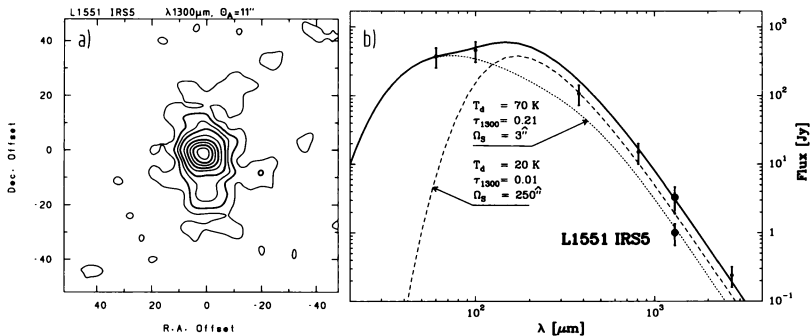 L1551 IRS5 λ1300μm, Θ_A=11″
a)
Dec. Offset
40
20
0
-20
-40
40 20 0 -20 -40
R.A. Offset
b)
T_d = 70 K
τ_1300 = 0.21
Ω_S = 3″
T_d = 20 K
τ_1300 = 0.01
Ω_S = 250″
L1551 IRS5
10^3
10^2
10^1
1
10^-1
Flux [Jy]
10^2 10^3
λ [μm]